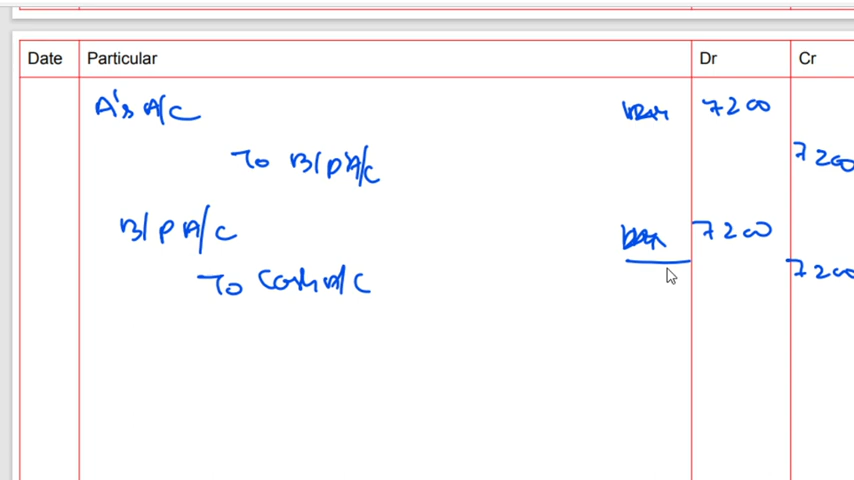 Date Particular Dr Cr
A's A/C 7200
To B/P A/C 7200
B/P A/C 7200
To Cash A/C 7200